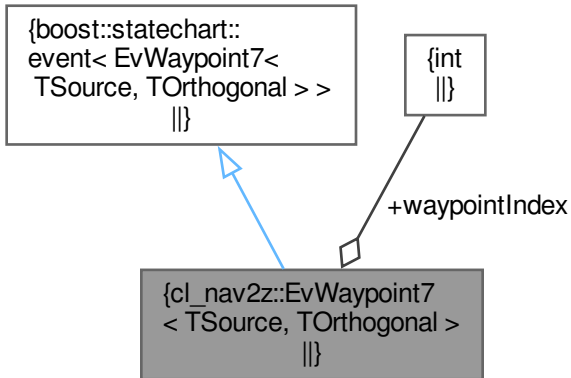 {boost::statechart::
event< EvWaypoint7<
TSource, TOrthogonal > >
||}
{int
||}
+waypointIndex
{cl_nav2z::EvWaypoint7
< TSource, TOrthogonal >
||}